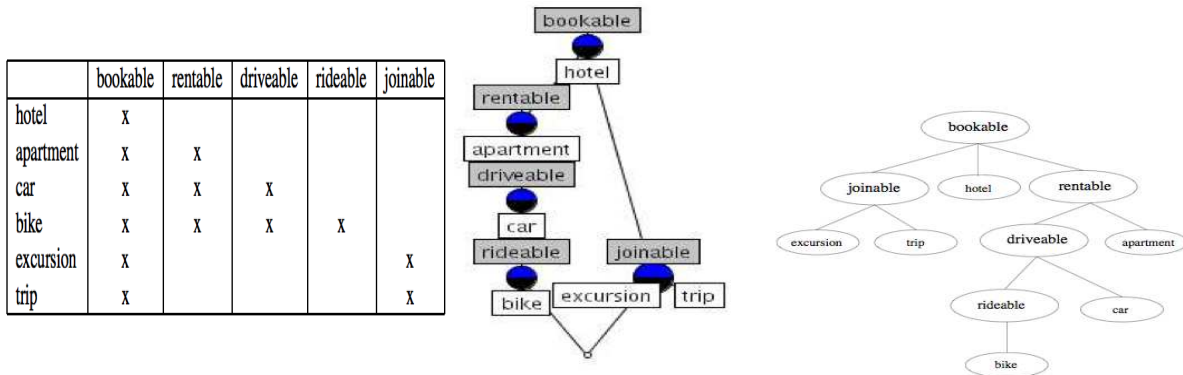 bookable rentable driveable rideable joinable
hotel x
apartment x x
car x x x
bike x x x x
excursion x x
trip x x
bookable
hotel
rentable
apartment
driveable
car
rideable joinable
bike excursion trip
bookable
joinable hotel rentable
excursion trip driveable apartment
rideable car
bike